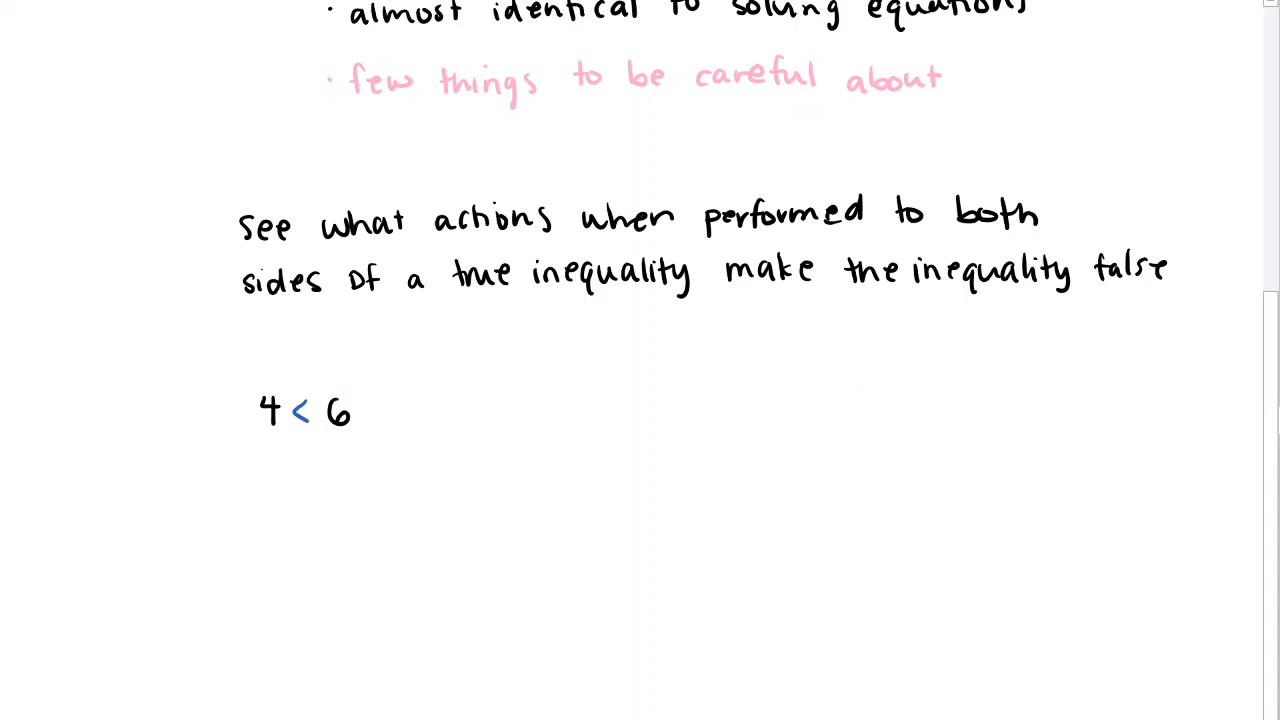 · almost identical to solving equations
· few things to be careful about
see what actions when performed to both
sides of a true inequality make the inequality false
4 < 6